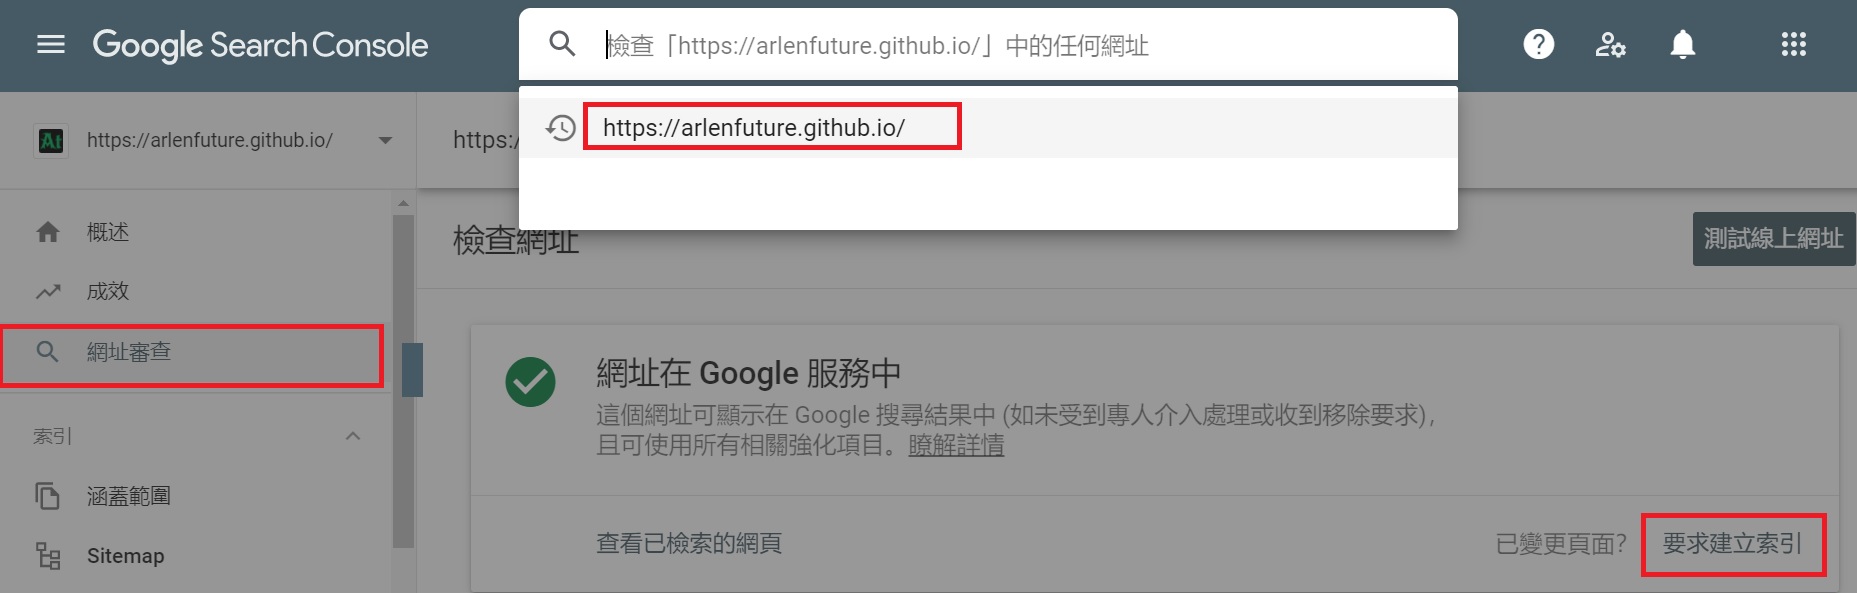 Google Search Console
檢查「https://arlenfuture.github.io/」中的任何網址
https://arlenfuture.github.io/
At
https://arlenfuture.github.io/
https:/
概述
成效
網址審查
索引
涵蓋範圍
Sitemap
檢查網址
測試線上網址
網址在 Google 服務中
這個網址可顯示在 Google 搜尋結果中 (如未受到專人介入處理或收到移除要求)，
且可使用所有相關強化項目。瞭解詳情
查看已檢索的網頁
已變更頁面？
要求建立索引